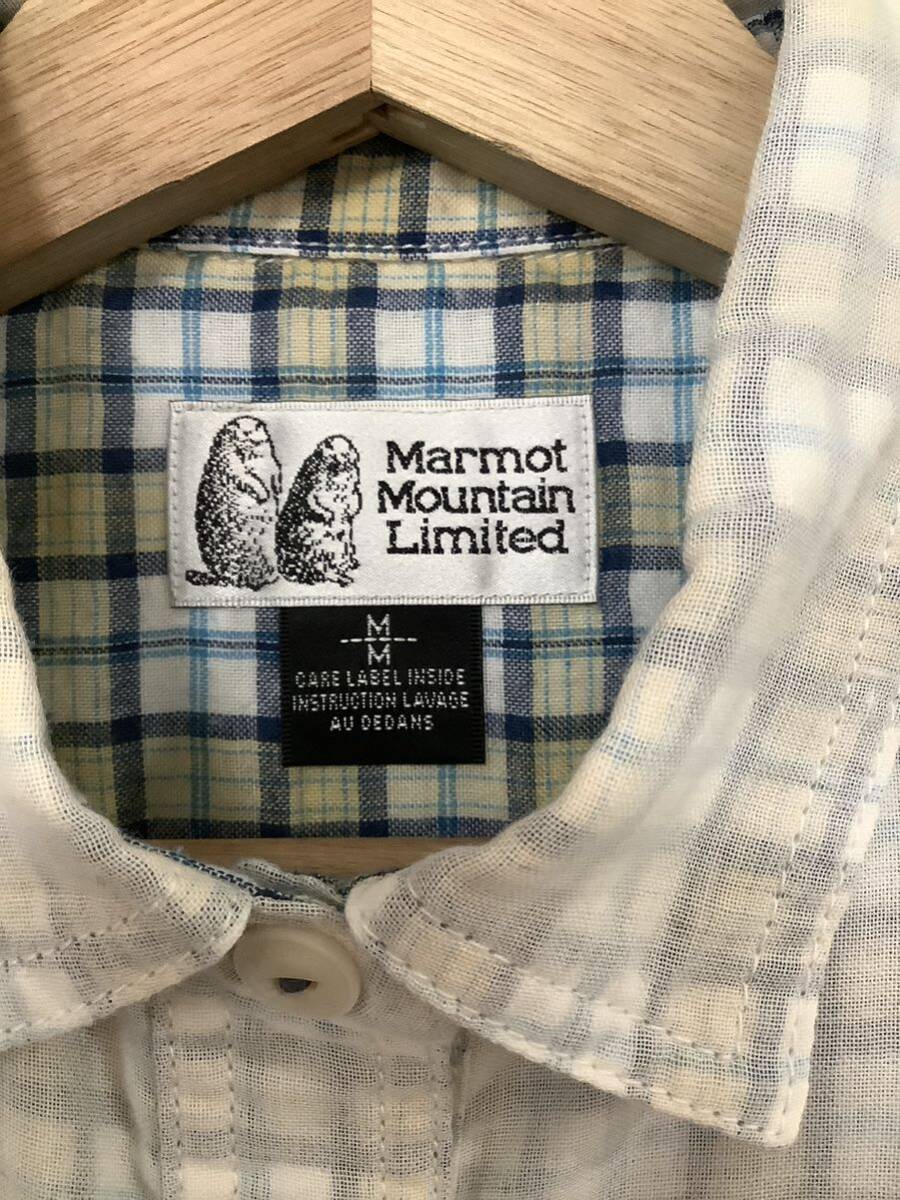 Marmot
Mountain
Limited
M
M
CARE LABEL INSIDE
INSTRUCTION LAVAGE
AU DEDANS